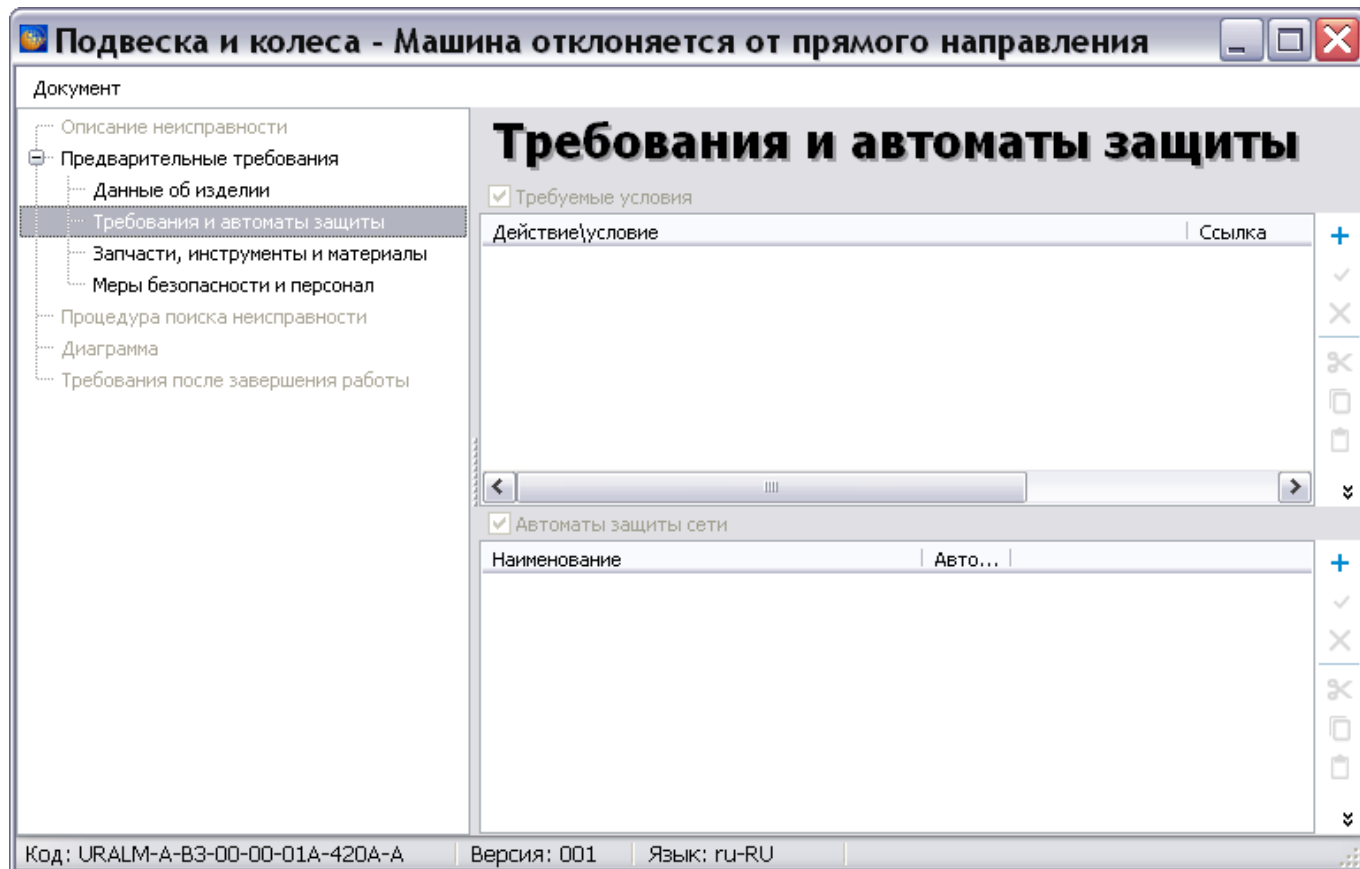 Подвеска и колеса - Машина отклоняется от прямого направления
Документ
Описание неисправности
Предварительные требования
Данные об изделии
Требования и автоматы защиты
Запчасти, инструменты и материалы
Меры безопасности и персонал
Процедура поиска неисправности
Диаграмма
Требования после завершения работы
Требования и автоматы защиты
Требуемые условия
Действие\условие Ссылка
Автоматы защиты сети
Наименование Авто...
Код: URALM-A-B3-00-00-01A-420A-A Версия: 001 Язык: ru-RU